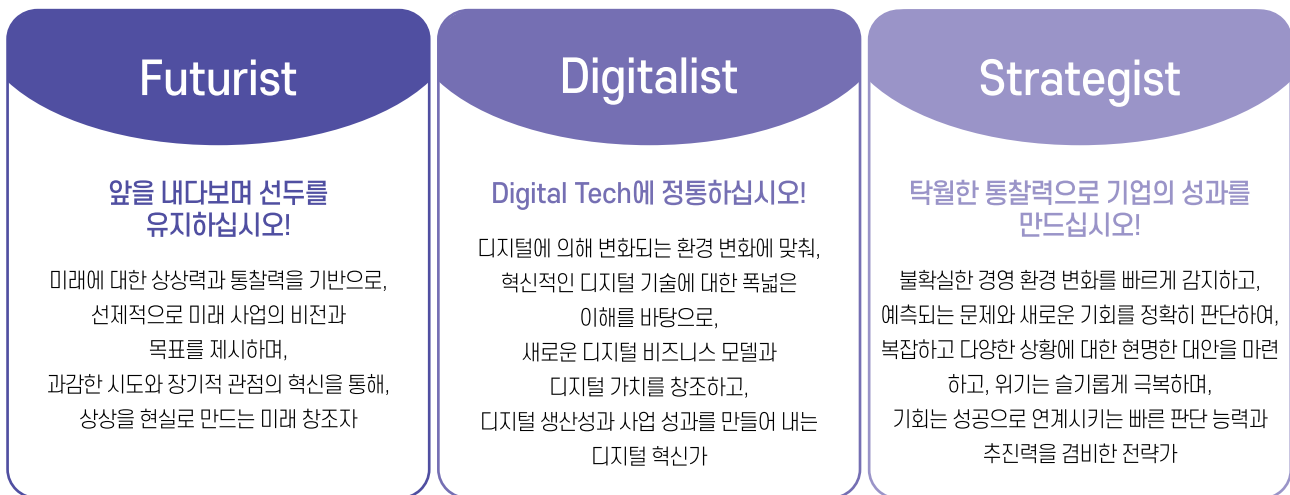 Futurist
앞을 내다보며 선두를
유지하십시오!
미래에 대한 상상력과 통찰력을 기반으로,
선제적으로 미래 사업의 비전과
목표를 제시하며,
과감한 시도와 장기적 관점의 혁신을 통해,
상상을 현실로 만드는 미래 창조자
Digitalist
Digital Tech에 정통하십시오!
디지털에 의해 변화되는 환경 변화에 맞춰,
혁신적인 디지털 기술에 대한 폭넓은
이해를 바탕으로,
새로운 디지털 비즈니스 모델과
디지털 가치를 창조하고,
디지털 생산성과 사업 성과를 만들어 내는
디지털 혁신가
Strategist
탁월한 통찰력으로 기업의 성과를
만드십시오!
불확실한 경영 환경 변화를 빠르게 감지하고,
예측되는 문제와 새로운 기회를 정확히 판단하여,
복잡하고 다양한 상황에 대한 현명한 대안을 마련
하고, 위기는 슬기롭게 극복하며,
기회는 성공으로 연계시키는 빠른 판단 능력과
추진력을 겸비한 전략가